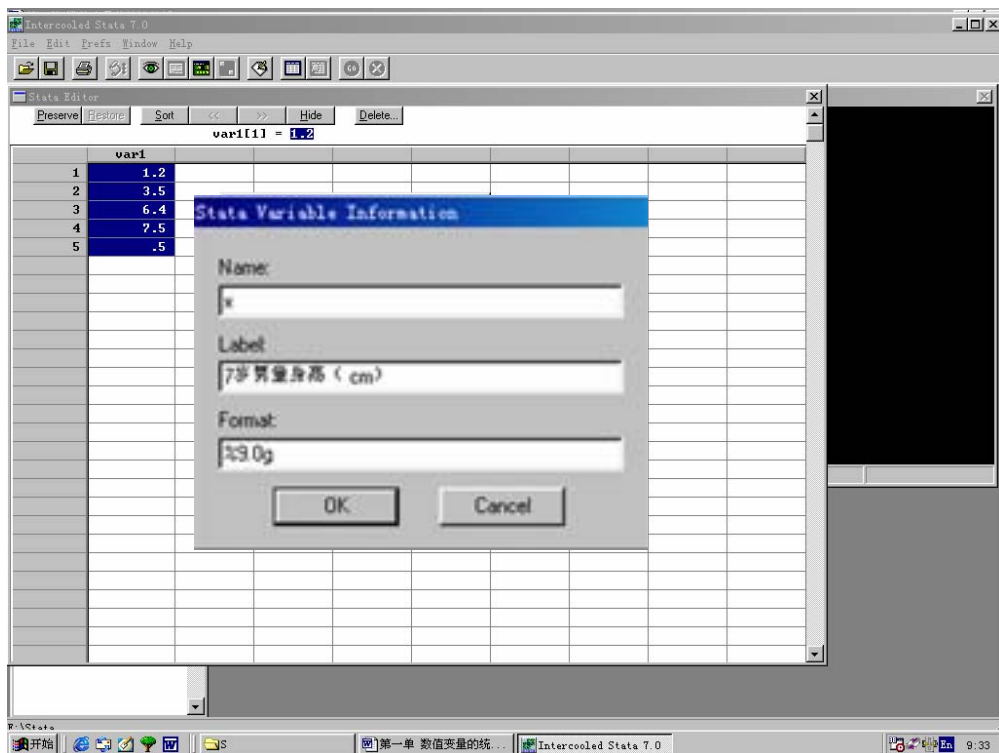 Intercooled Stata 7.0
File Edit Prefs Window Help
Stata Editor
Preserve Restore Sort << >> Hide Delete...
var1[1] = 1.2
var1
1 1.2
2 3.5
3 6.4
4 7.5
5 .5
Stata Variable Information
Name:
x
Label:
7岁男童身高（cm）
Format:
%9.0g
OK Cancel
F:\Stata
开始 S 第一单 数值变量的统... Intercooled Stata 7.0 En 9:33